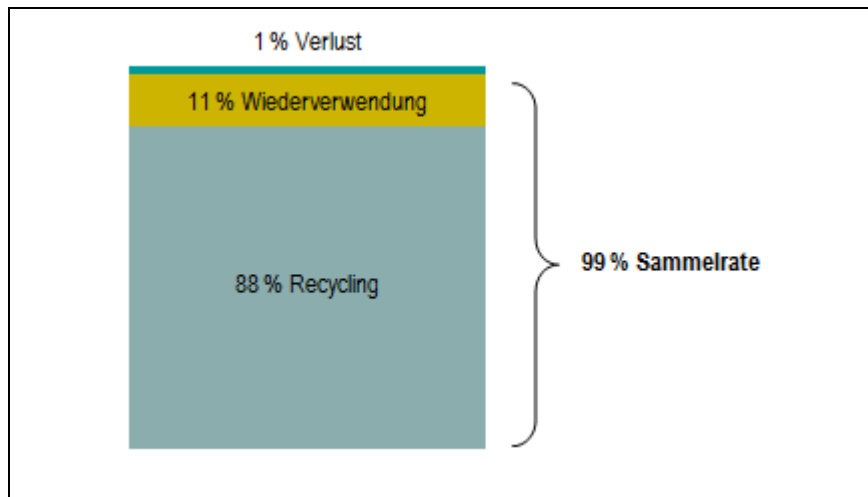 1 % Verlust
11 % Wiederverwendung
88 % Recycling
99 % Sammelrate